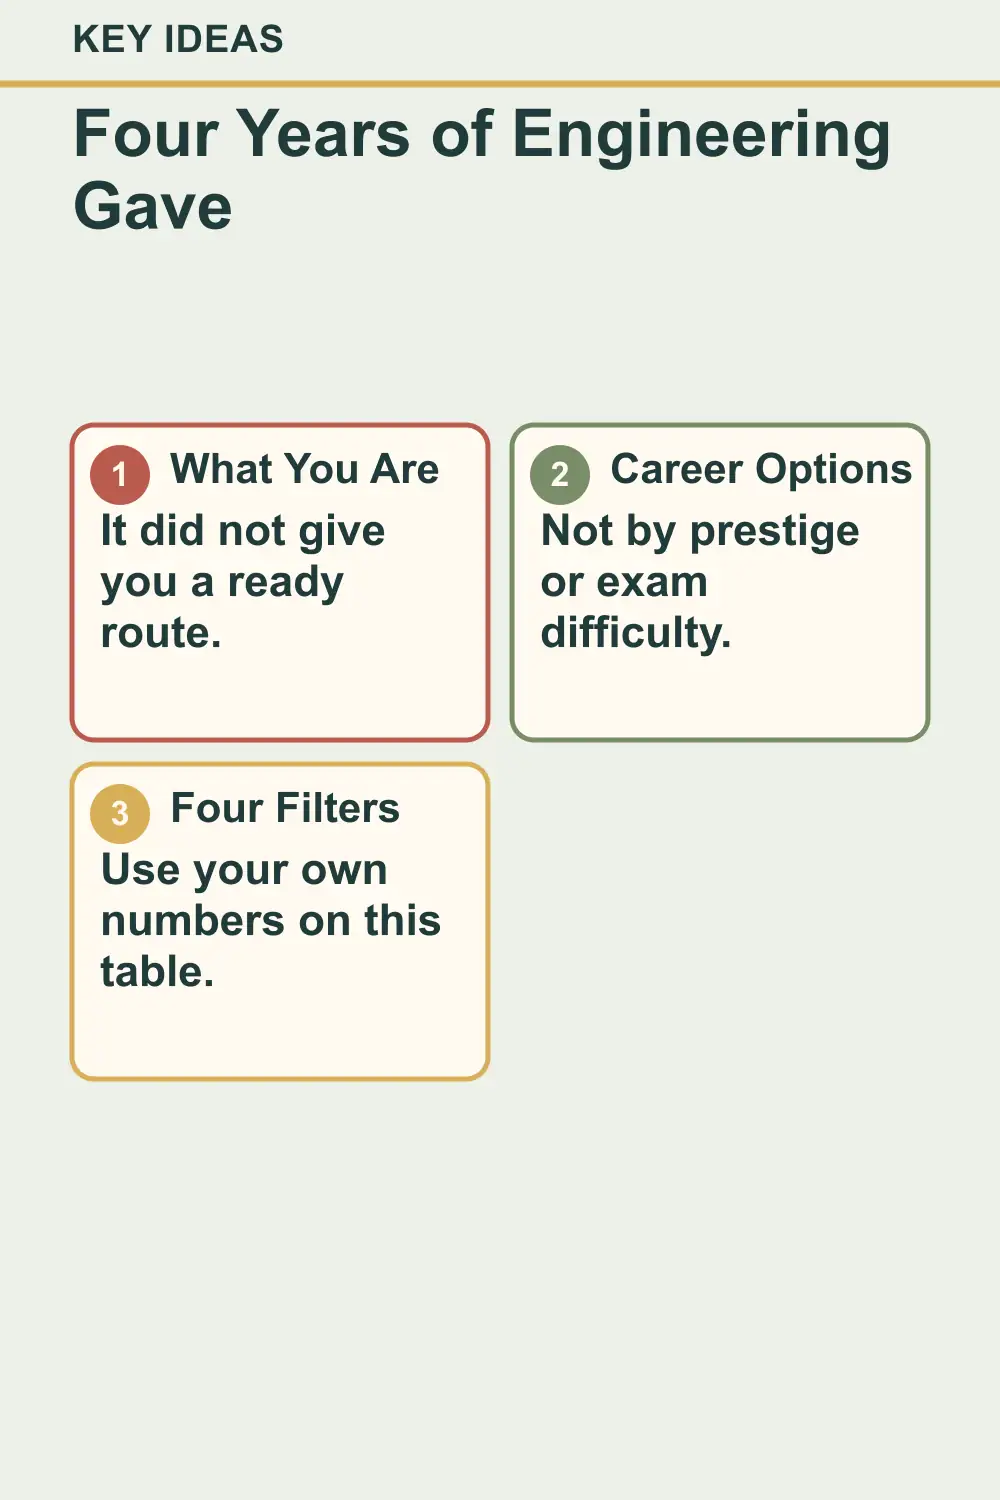 KEY IDEAS
Four Years of Engineering
Gave
1 What You Are
It did not give
you a ready
route.
2 Career Options
Not by prestige
or exam
difficulty.
3 Four Filters
Use your own
numbers on this
table.